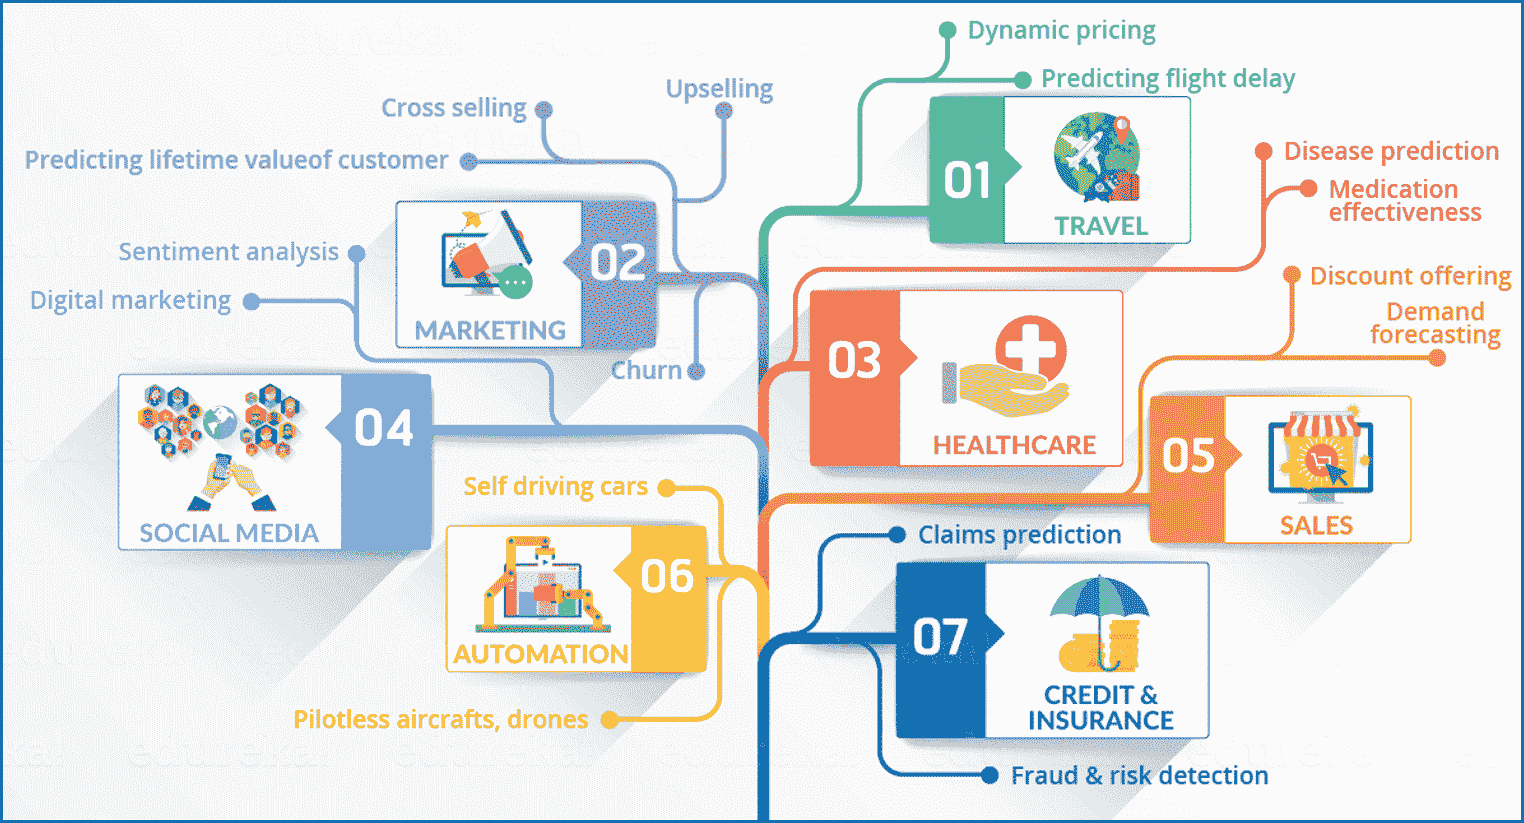 Dynamic pricing
Predicting flight delay
01
TRAVEL
Upselling
Cross selling
Predicting lifetime valueof customer
02
MARKETING
Churn
Disease prediction
Medication
effectiveness
03
HEALTHCARE
Sentiment analysis
Digital marketing
04
SOCIAL MEDIA
Discount offering
Demand
forecasting
05
SALES
Self driving cars
06
AUTOMATION
Pilotless aircrafts, drones
Claims prediction
07
CREDIT &
INSURANCE
Fraud & risk detection